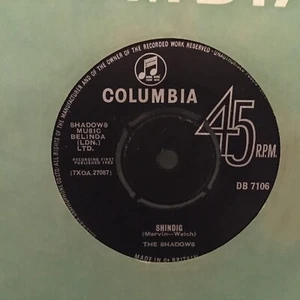 COLUMBIA
SHADOWS
MUSIC
BELINDA
(LDN.)
LTD.
RECORDING FIRST
PUBLISHED 1963
(7XCA.27087)
45
R.P.M.
DB 7106
SHINDIG
(Marvin—Welch)
THE SHADOWS
MADE IN GT BRITAIN